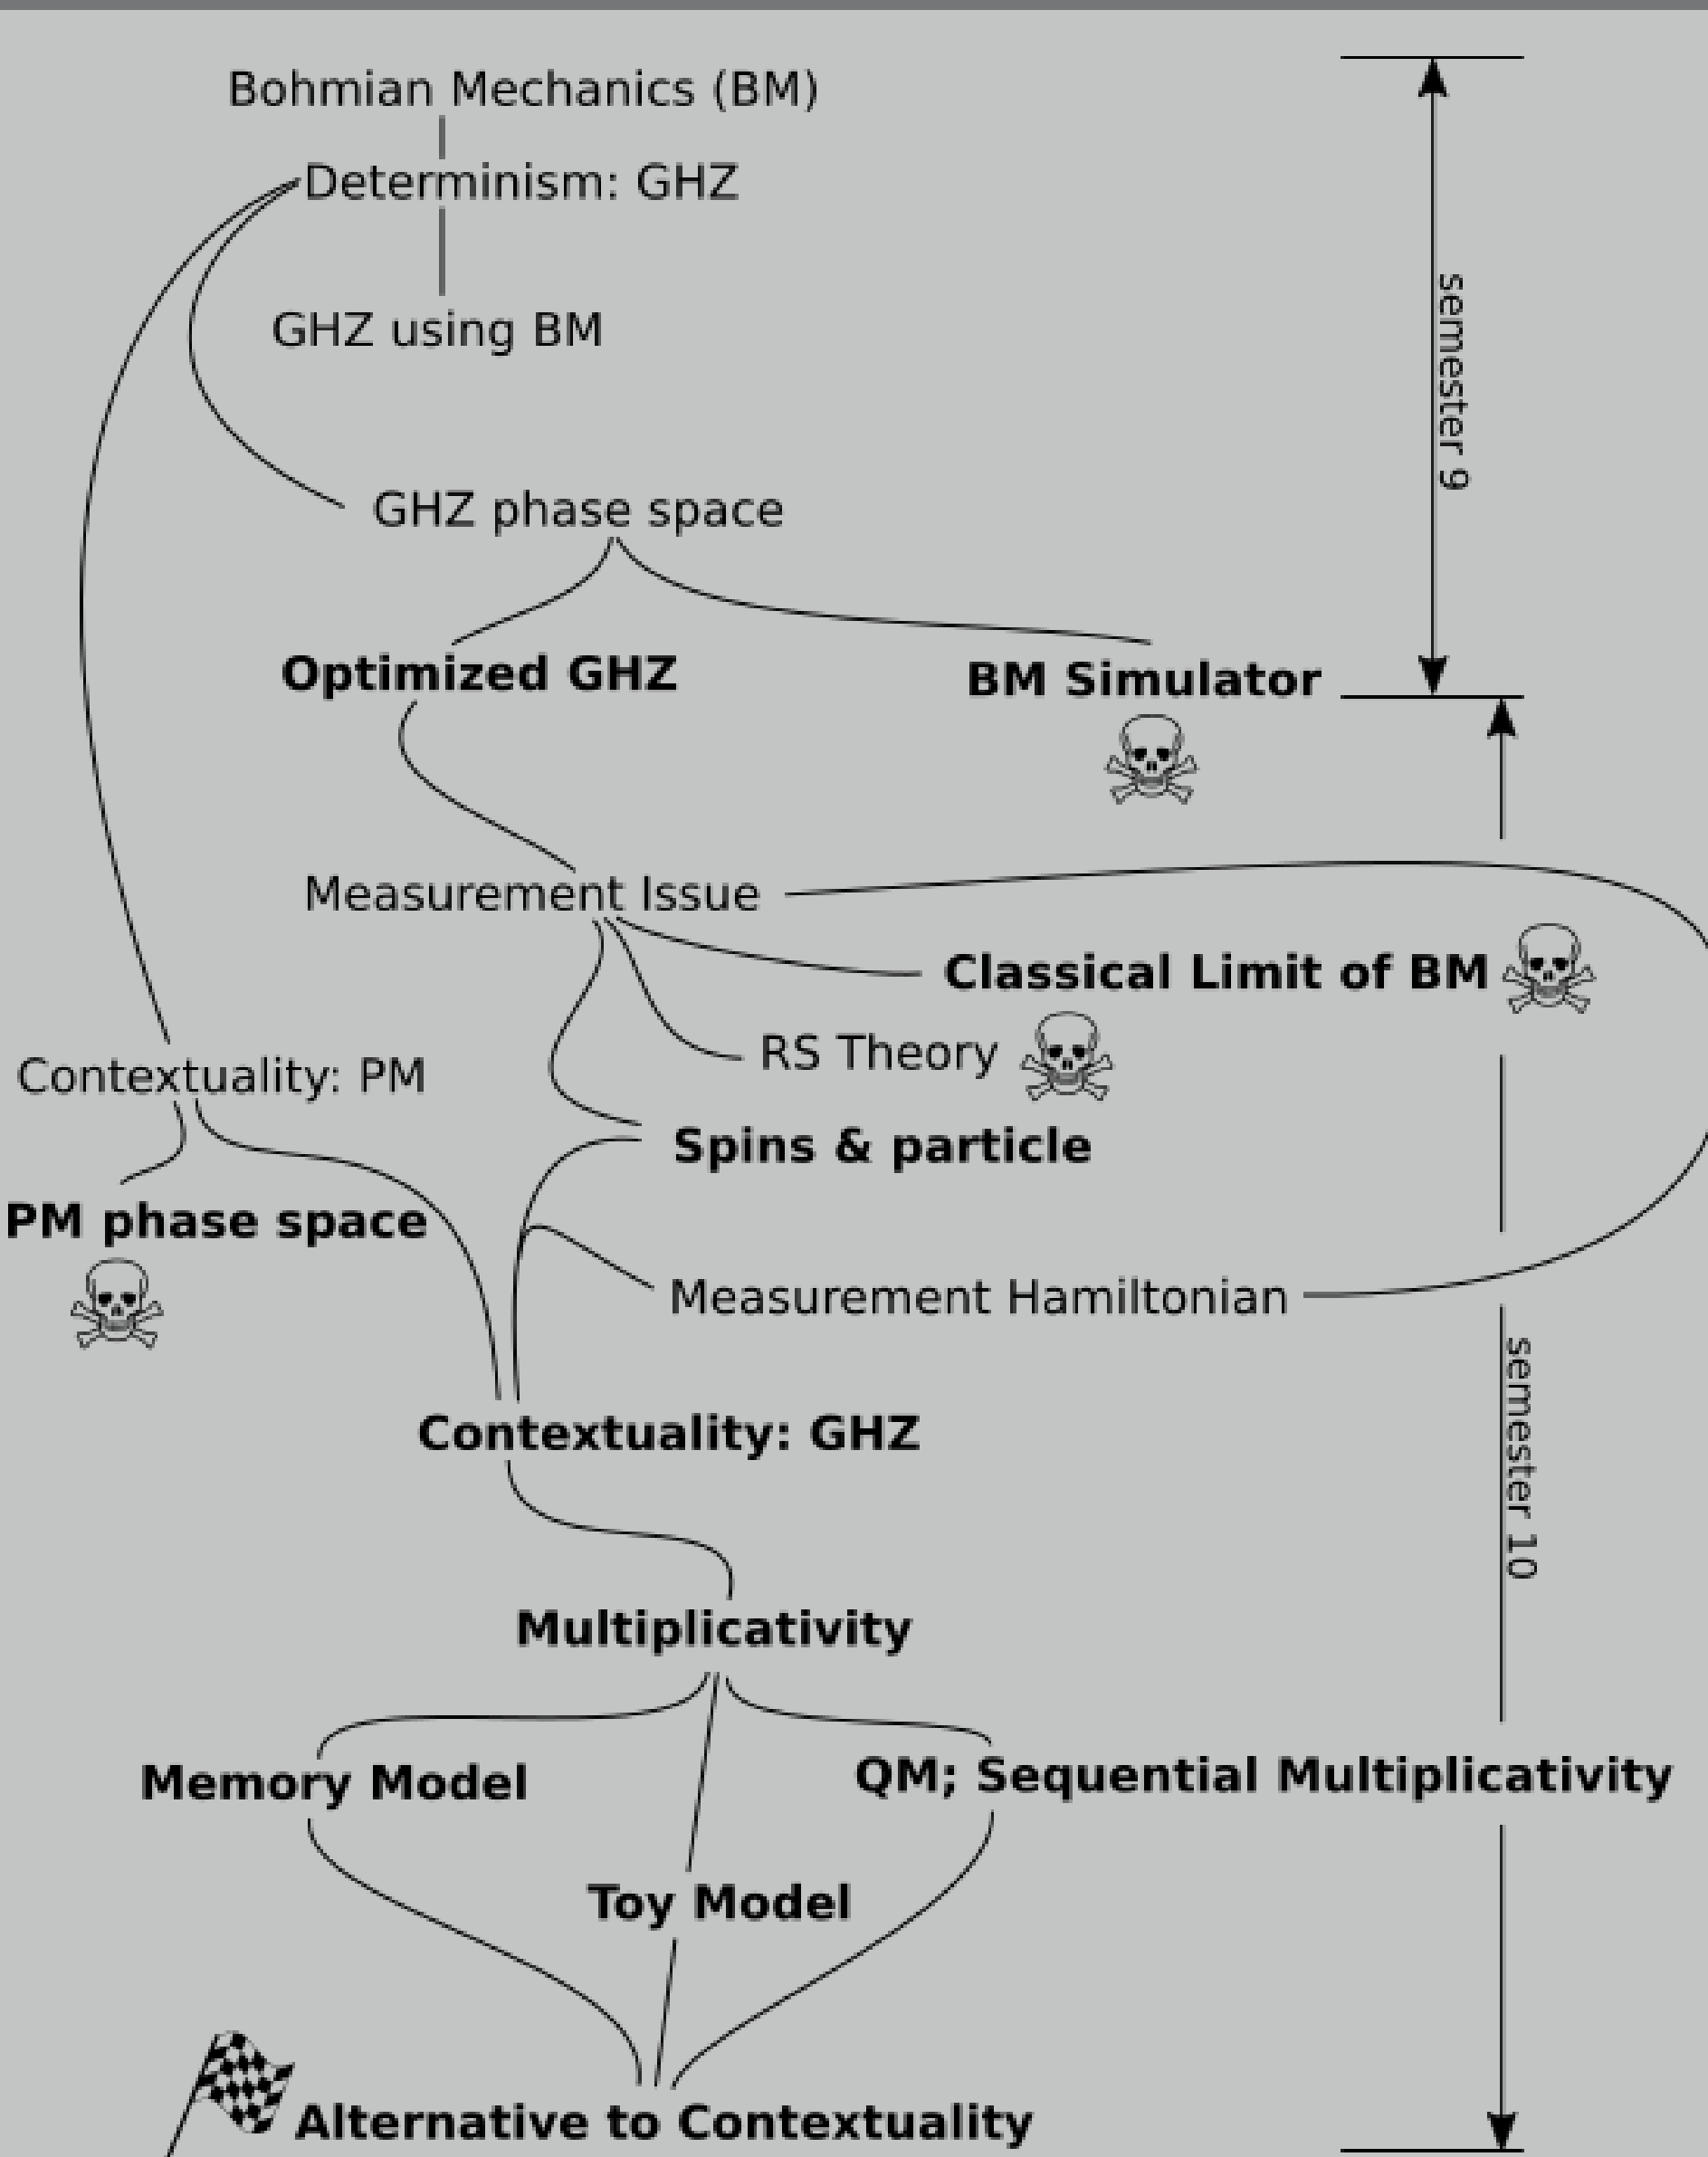 Bohmian Mechanics (BM)
Determinism: GHZ
GHZ using BM
semester 9
GHZ phase space
Optimized GHZ
BM Simulator
Measurement Issue
Classical Limit of BM
RS Theory
Contextuality: PM
Spins & particle
PM phase space
Measurement Hamiltonian
Contextuality: GHZ
semester 10
Multiplicativity
Memory Model
QM; Sequential Multiplicativity
Toy Model
Alternative to Contextuality